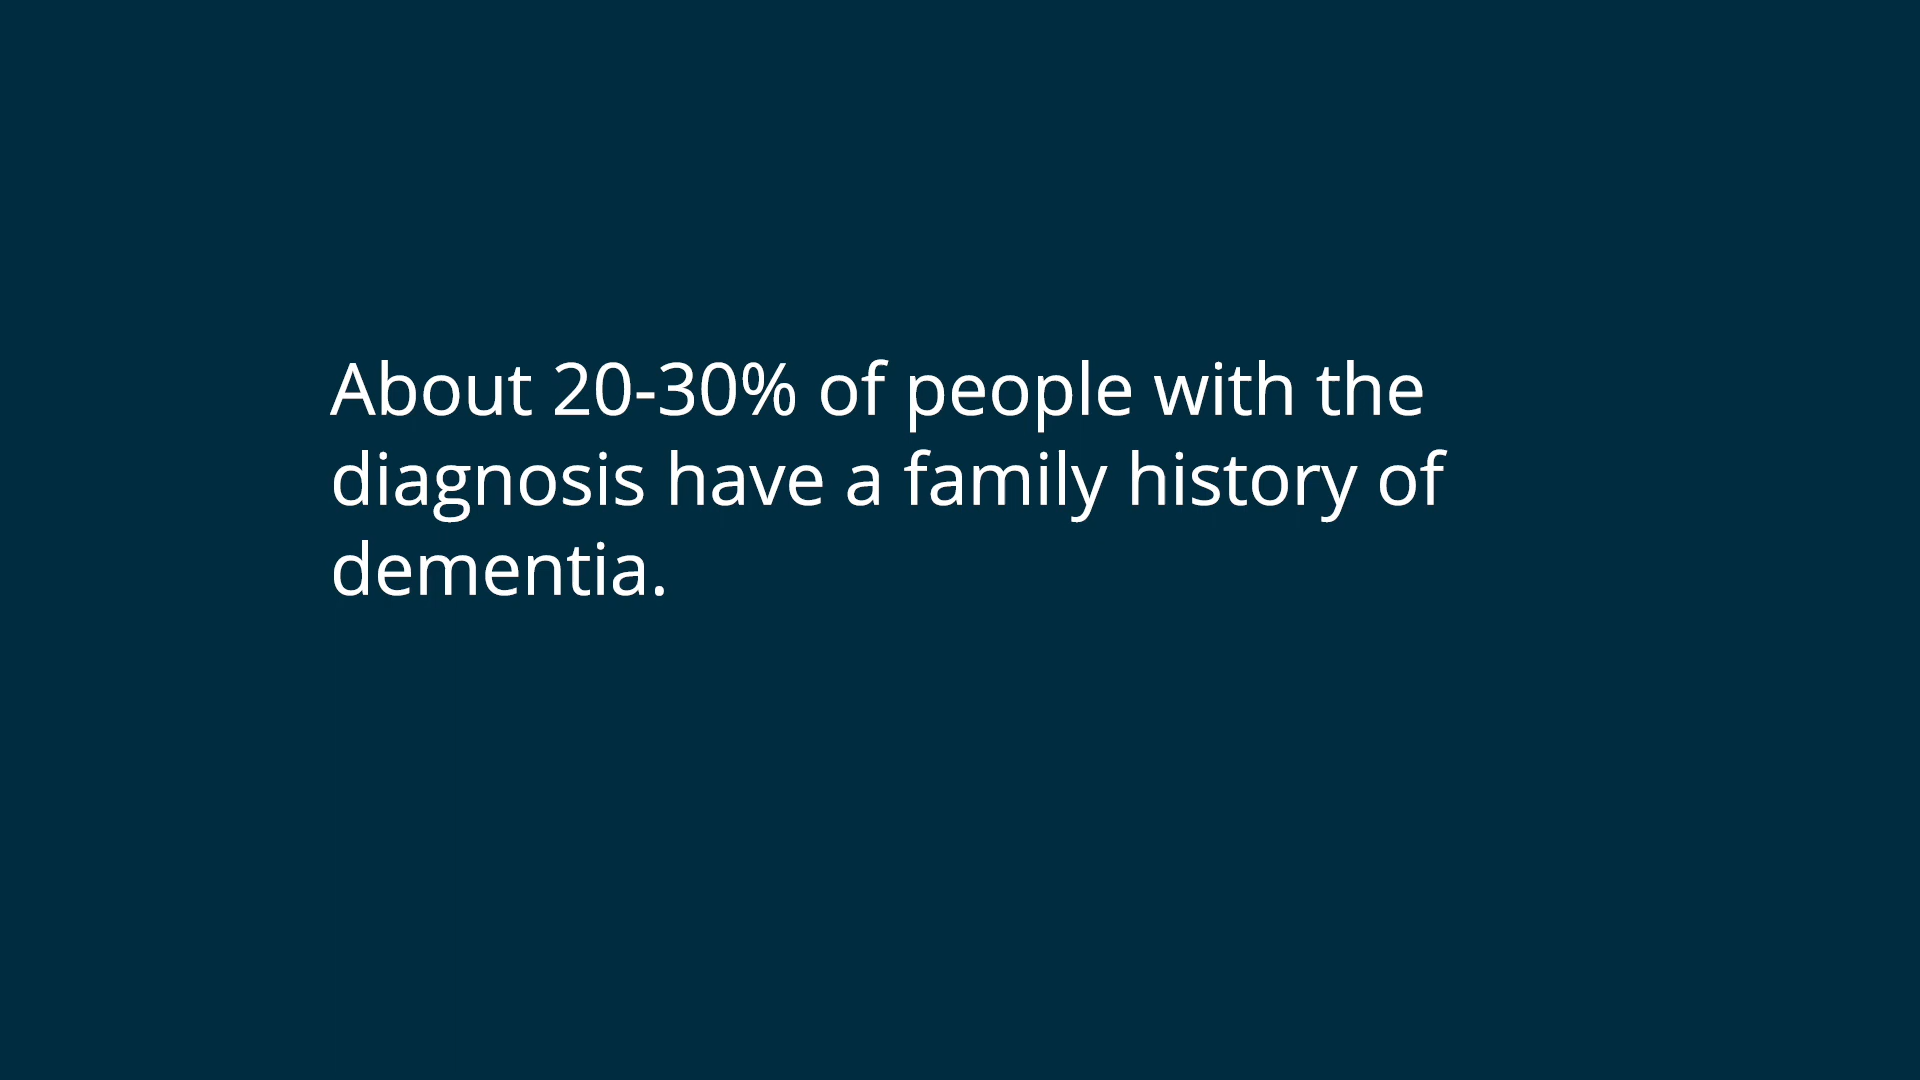 About 20-30% of people with the
diagnosis have a family history of
dementia.